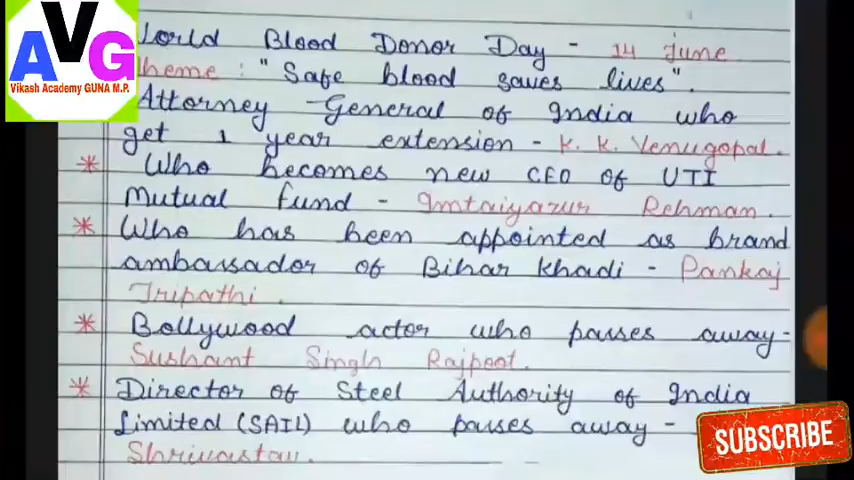 AVG
Vikash Academy GUNA M.P.
World Blood Donor Day - 14 June
Theme : "Safe blood saves lives".
Attorney General of India who
get 1 year extension - K. K. Venugopal.
* Who becomes new CEO of UTI
Mutual fund - Imtaiyazur Rehman.
* Who has been appointed as brand
ambassador of Bihar Khadi - Pankaj
Tripathi.
* Bollywood actor who passes away -
Sushant Singh Rajpoot.
* Director of Steel Authority of India
Limited (SAIL) who passes away -
Shrivastav.
SUBSCRIBE